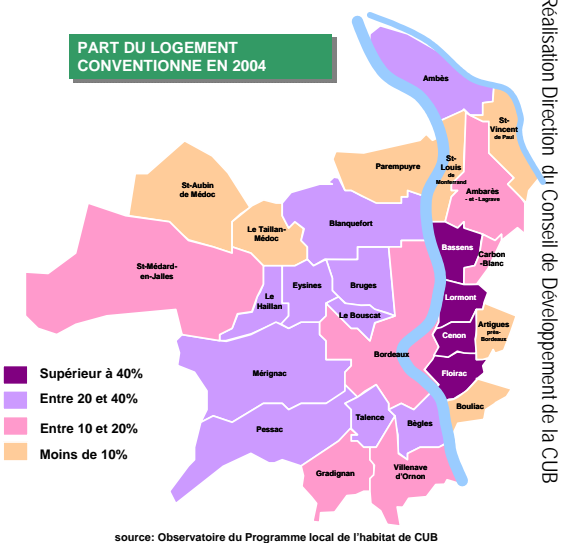 PART DU LOGEMENT
CONVENTIONNE EN 2004
Ambès
St-
Vincent
de Paul
St-
Louis
de
Monferrand
Parempuyre
Ambarès
- et - Lagrave
St-Aubin
de Médoc
Le Taillan-
Médoc
Blanquefort
Bassens
Carbon
-Blanc
St-Médard-
en-Jalles
Le
Haillan
Eysines
Bruges
Lormont
Le Bouscat
Artigues
près-
Bordeaux
Cenon
Bordeaux
Mérignac
Floirac
Bouliac
Pessac
Talence
Bègles
Gradignan
Villenave
d'Ornon
Supérieur à 40%
Entre 20 et 40%
Entre 10 et 20%
Moins de 10%
source: Observatoire du Programme local de l'habitat de CUB
Réalisation Direction du Conseil de Développement de la CUB